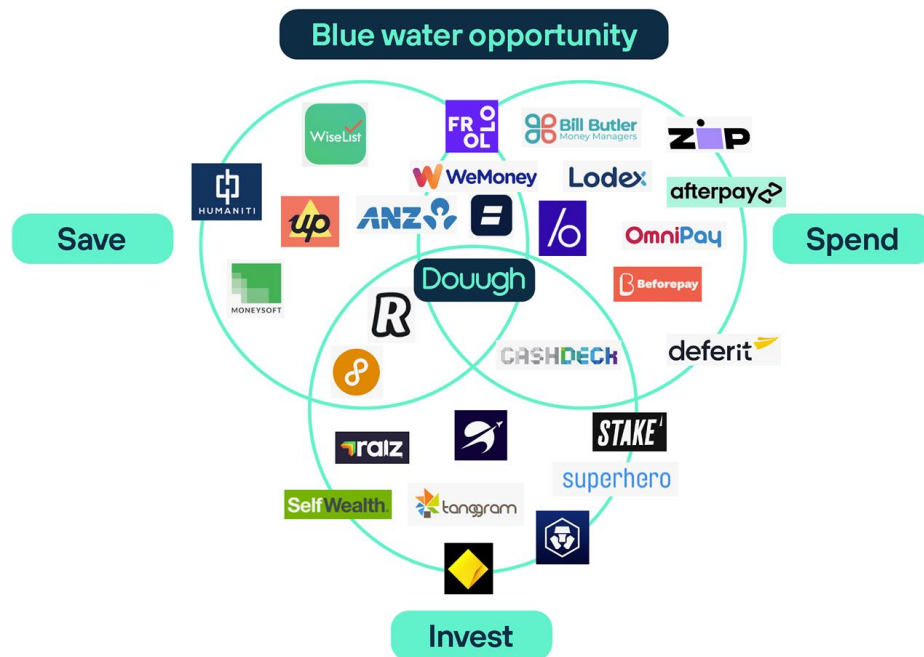 Blue water opportunity
WiseList
FR
OL
LO
Bill Butler
Money Managers
ZIP
HUMANITI
WeMoney
Lodex
afterpay
up
ANZ
OmniPay
Save
Spend
Douugh
Beforepay
MONEYSOFT
R
CASHDECK
deferit
raiz
STAKE
superhero
SelfWealth
tanggram
Invest